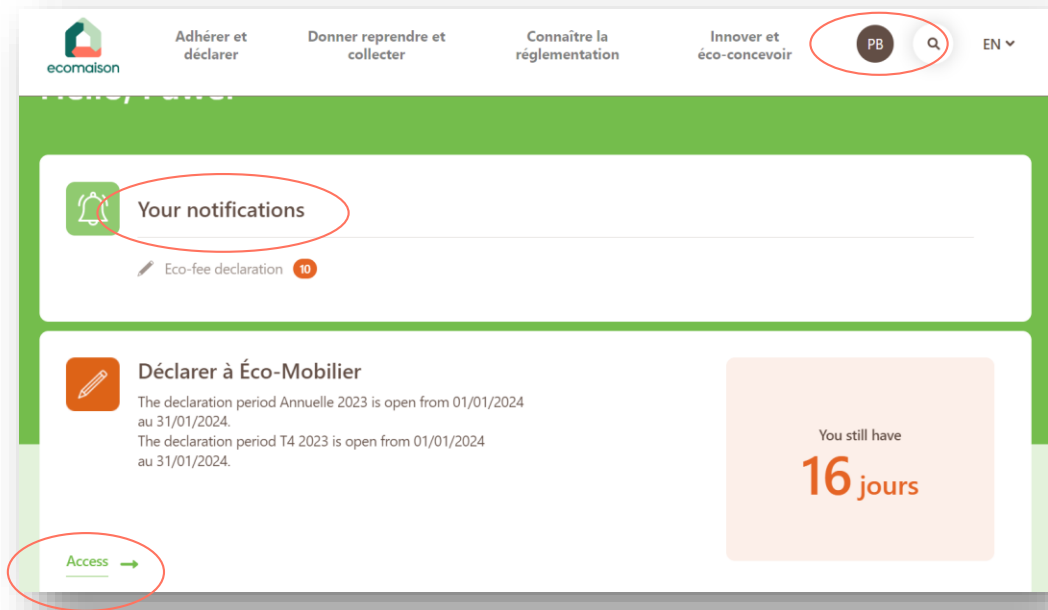 Adhérer et
déclarer
Donner reprendre et
collecter
Connaître la
réglementation
Innover et
éco-concevoir
PB
EN
ecomaison
Your notifications
Eco-fee declaration 10
Déclarer à Éco-Mobilier
The declaration period Annuelle 2023 is open from 01/01/2024
au 31/01/2024.
The declaration period T4 2023 is open from 01/01/2024
au 31/01/2024.
You still have
16 jours
Access